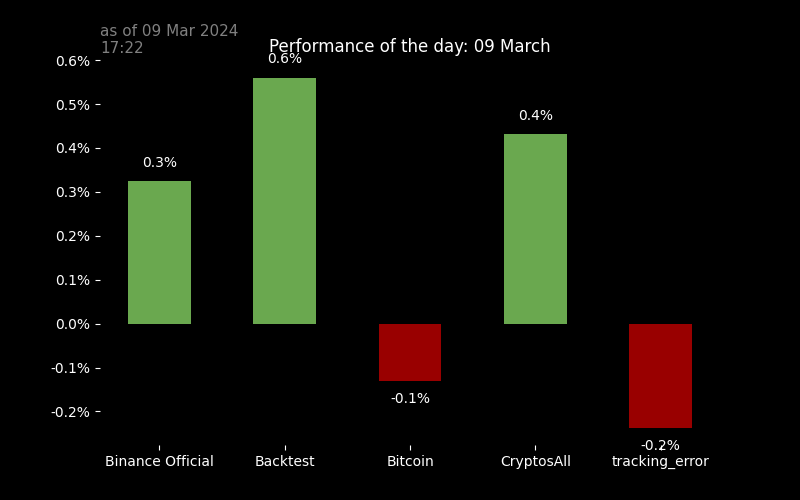 as of 09 Mar 2024
17:22
Performance of the day: 09 March
0.6%
0.5%
0.4%
0.3%
0.2%
0.1%
0.0%
-0.1%
-0.2%
0.3%
0.6%
-0.1%
0.4%
-0.2%
Binance Official
Backtest
Bitcoin
CryptosAll
tracking_error